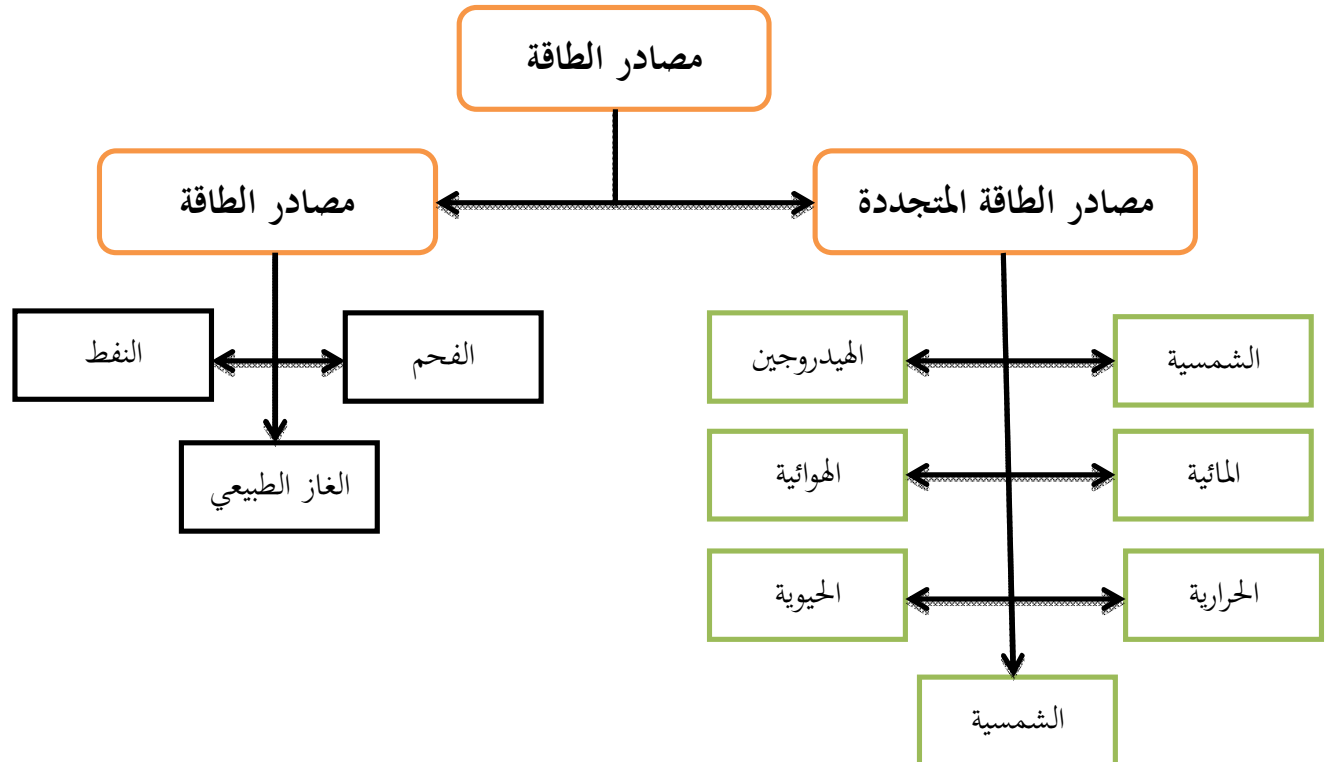 مصادر الطاقة
مصادر الطاقة المتجددة
مصادر الطاقة
الشمسية
الهيدروجين
الفحم
النفط
المائية
الهوائية
الغاز الطبيعي
الحرارية
الحيوية
الشمسية